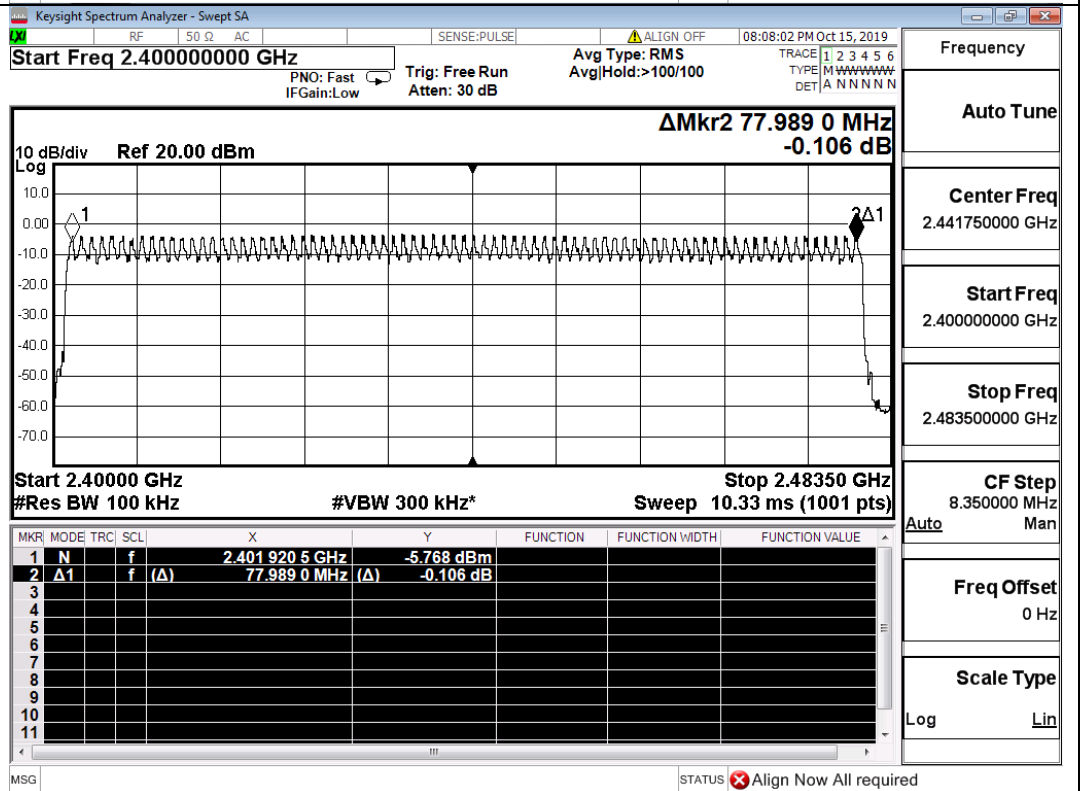 Keysight Spectrum Analyzer - Swept SA
LXI RF 50 Ω AC SENSE:PULSE ALIGN OFF 08:08:02 PM Oct 15, 2019
Start Freq 2.400000000 GHz
PNO: Fast
IFGain:Low
Trig: Free Run
Atten: 30 dB
Avg Type: RMS
Avg|Hold:>100/100
TRACE 1 2 3 4 5 6
TYPE M WWWWW
DET A N N N N N
ΔMkr2 77.989 0 MHz
-0.106 dB
10 dB/div Ref 20.00 dBm
Log
10.0
0.00
-10.0
-20.0
-30.0
-40.0
-50.0
-60.0
-70.0
1
2Δ1
Start 2.40000 GHz Stop 2.48350 GHz
#Res BW 100 kHz #VBW 300 kHz* Sweep 10.33 ms (1001 pts)
MKR MODE TRC SCL X Y FUNCTION FUNCTION WIDTH FUNCTION VALUE
1 N f 2.401 920 5 GHz -5.768 dBm
2 Δ1 f (Δ) 77.989 0 MHz (Δ) -0.106 dB
3
4
5
6
7
8
9
10
11
MSG STATUS Align Now All required
Frequency
Auto Tune
Center Freq
2.441750000 GHz
Start Freq
2.400000000 GHz
Stop Freq
2.483500000 GHz
CF Step
8.350000 MHz
Auto Man
Freq Offset
0 Hz
Scale Type
Log Lin